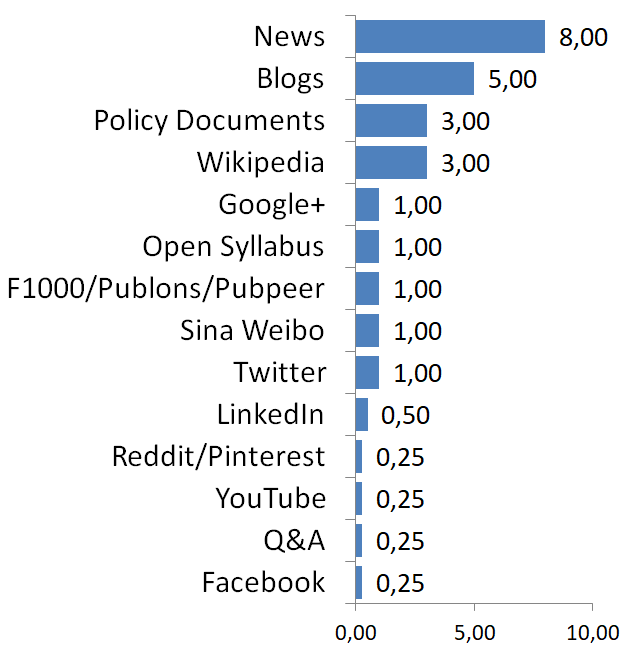 News 8,00
Blogs 5,00
Policy Documents 3,00
Wikipedia 3,00
Google+ 1,00
Open Syllabus 1,00
F1000/Publons/Pubpeer 1,00
Sina Weibo 1,00
Twitter 1,00
LinkedIn 0,50
Reddit/Pinterest 0,25
YouTube 0,25
Q&A 0,25
Facebook 0,25
0,00 5,00 10,00